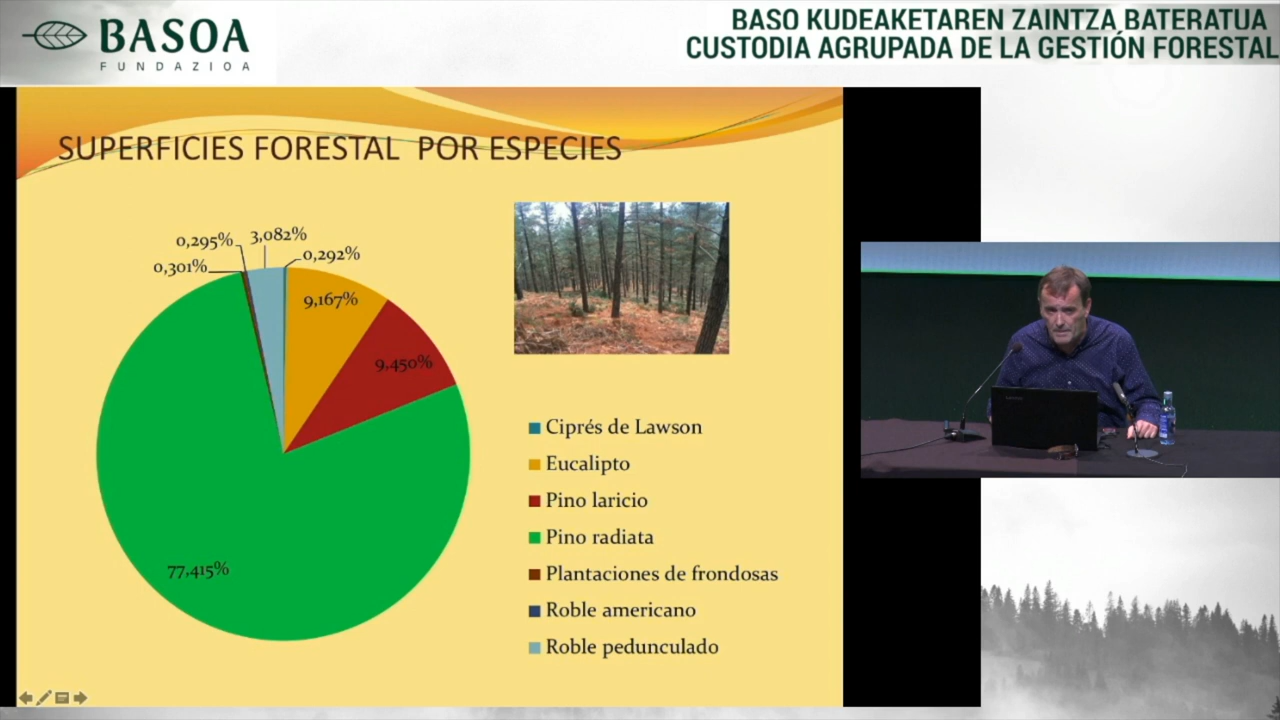 BASOA
FUNDAZIOA
BASO KUDEAKETAREN ZAINTZA BATERATUA
CUSTODIA AGRUPADA DE LA GESTIÓN FORESTAL
SUPERFICIES FORESTAL POR ESPECIES
0,295%
3,082%
0,292%
0,301%
9,167%
9,450%
77,415%
Ciprés de Lawson
Eucalipto
Pino laricio
Pino radiata
Plantaciones de frondosas
Roble americano
Roble pedunculado